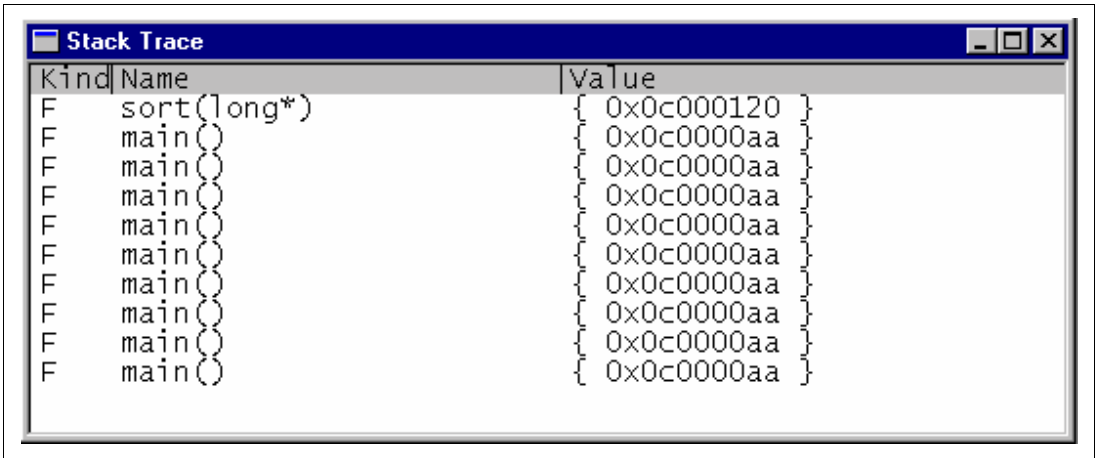 Stack Trace
Kind Name Value
F sort(long*) { 0x0c000120 }
F main() { 0x0c0000aa }
F main() { 0x0c0000aa }
F main() { 0x0c0000aa }
F main() { 0x0c0000aa }
F main() { 0x0c0000aa }
F main() { 0x0c0000aa }
F main() { 0x0c0000aa }
F main() { 0x0c0000aa }
F main() { 0x0c0000aa }